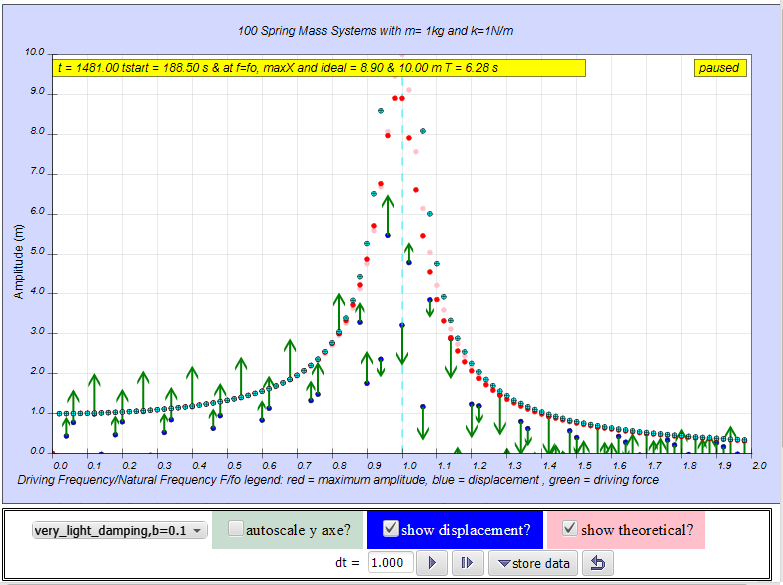 100 Spring Mass Systems with m= 1kg and k=1N/m
t = 1481.00 tstart = 188.50 s & at f=fo, maxX and ideal = 8.90 & 10.00 m T = 6.28 s
paused
10.0
9.0
8.0
7.0
6.0
5.0
4.0
3.0
2.0
1.0
0.0
Amplitude (m)
0.0 0.1 0.2 0.3 0.4 0.5 0.6 0.7 0.8 0.9 1.0 1.1 1.2 1.3 1.4 1.5 1.6 1.7 1.8 1.9 2.0
Driving Frequency/Natural Frequency F/fo legend: red = maximum amplitude, blue = displacement , green = driving force
very_light_damping,b=0.1 autoscale y axe? show displacement? show theoretical?
dt = 1.000 store data